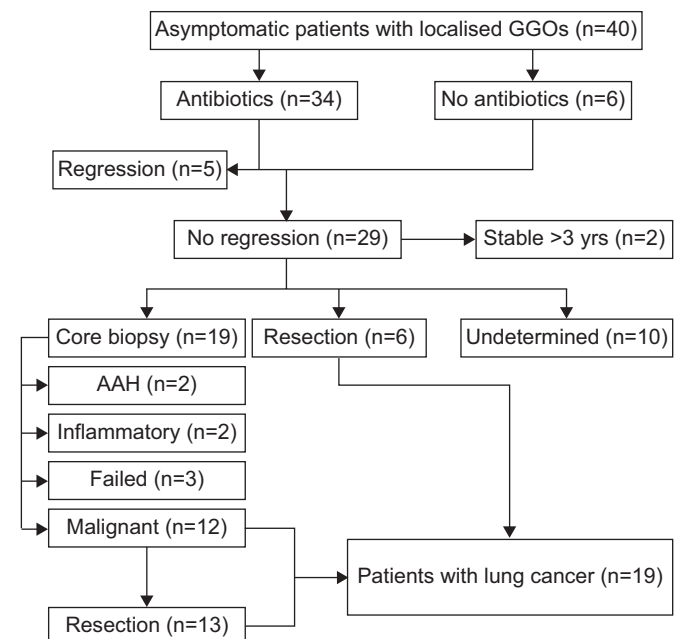 Asymptomatic patients with localised GGOs (n=40)
Antibiotics (n=34)
No antibiotics (n=6)
Regression (n=5)
No regression (n=29)
Stable >3 yrs (n=2)
Core biopsy (n=19)
Resection (n=6)
Undetermined (n=10)
AAH (n=2)
Inflammatory (n=2)
Failed (n=3)
Malignant (n=12)
Patients with lung cancer (n=19)
Resection (n=13)